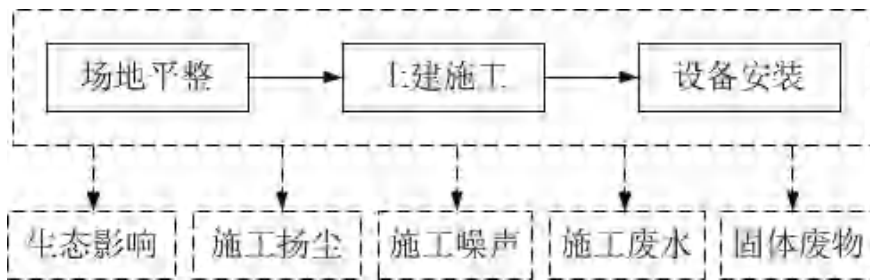 场地平整
土建施工
设备安装
生态影响
施工扬尘
施工噪声
施工废水
固体废物